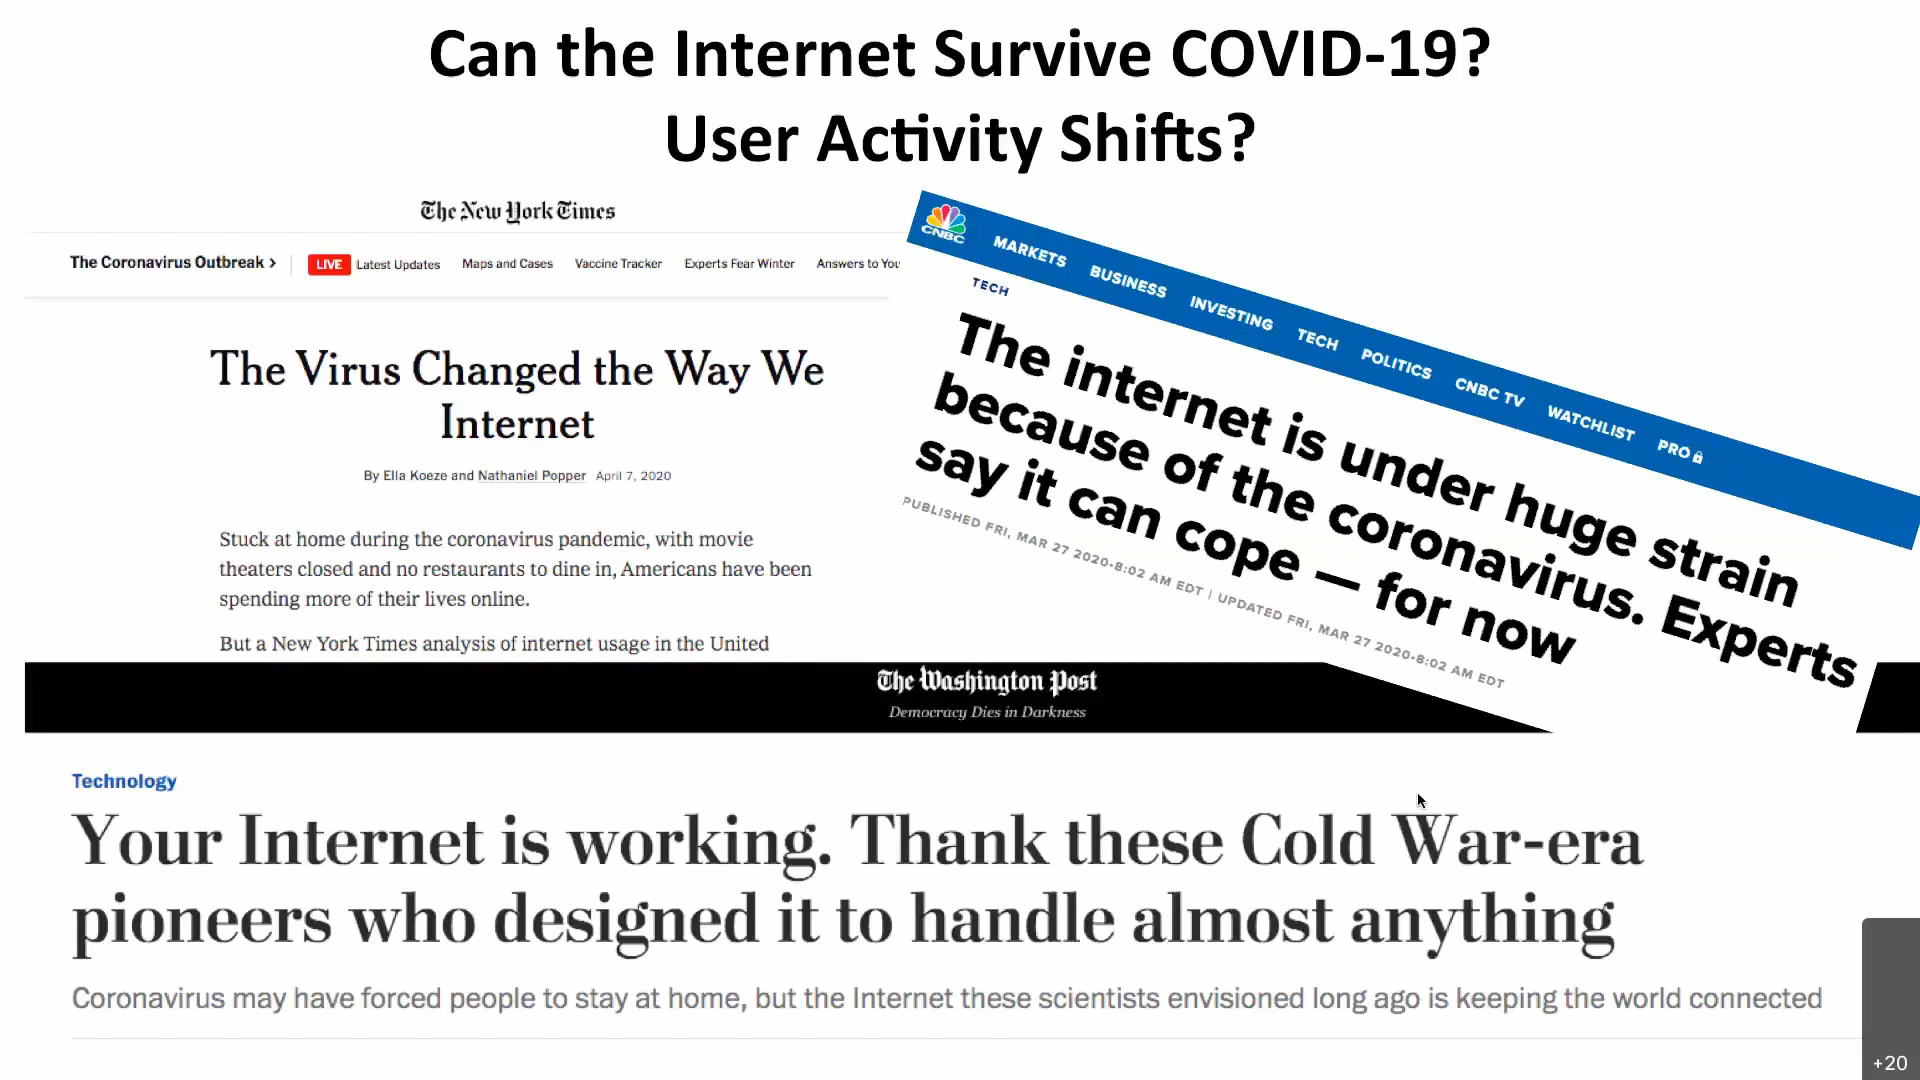 Can the Internet Survive COVID-19?
User Activity Shifts?
The New York Times
The Coronavirus Outbreak ›
LIVE Latest Updates Maps and Cases Vaccine Tracker Experts Fear Winter Answers to You
The Virus Changed the Way We
Internet
By Ella Koeze and Nathaniel Popper April 7, 2020
Stuck at home during the coronavirus pandemic, with movie
theaters closed and no restaurants to dine in, Americans have been
spending more of their lives online.
But a New York Times analysis of internet usage in the United
CNBC
MARKETS BUSINESS INVESTING TECH POLITICS CNBC TV WATCHLIST PRO
TECH
The internet is under huge strain
because of the coronavirus. Experts
say it can cope — for now
PUBLISHED FRI, MAR 27 2020-8:02 AM EDT | UPDATED FRI, MAR 27 2020-8:02 AM EDT
The Washington Post
Democracy Dies in Darkness
Technology
Your Internet is working. Thank these Cold War-era
pioneers who designed it to handle almost anything
Coronavirus may have forced people to stay at home, but the Internet these scientists envisioned long ago is keeping the world connected
+20